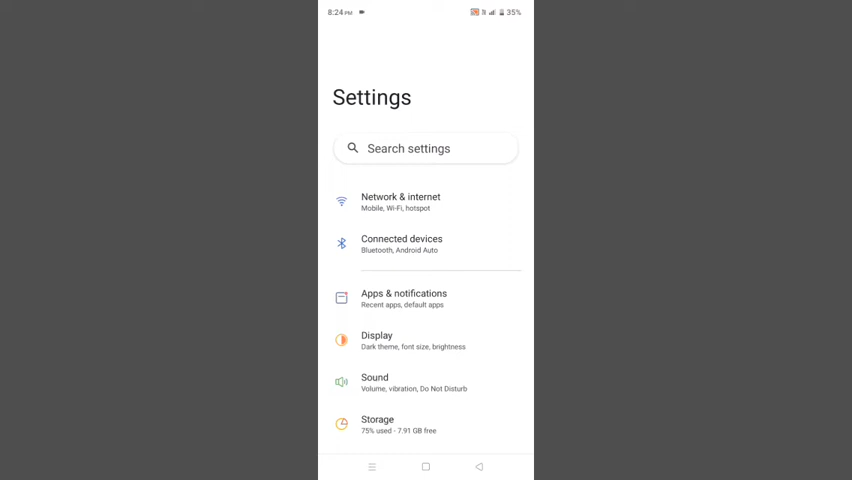 8:24 PM
35%
Settings
Search settings
Network & internet
Mobile, Wi-Fi, hotspot
Connected devices
Bluetooth, Android Auto
Apps & notifications
Recent apps, default apps
Display
Dark theme, font size, brightness
Sound
Volume, vibration, Do Not Disturb
Storage
75% used - 7.91 GB free